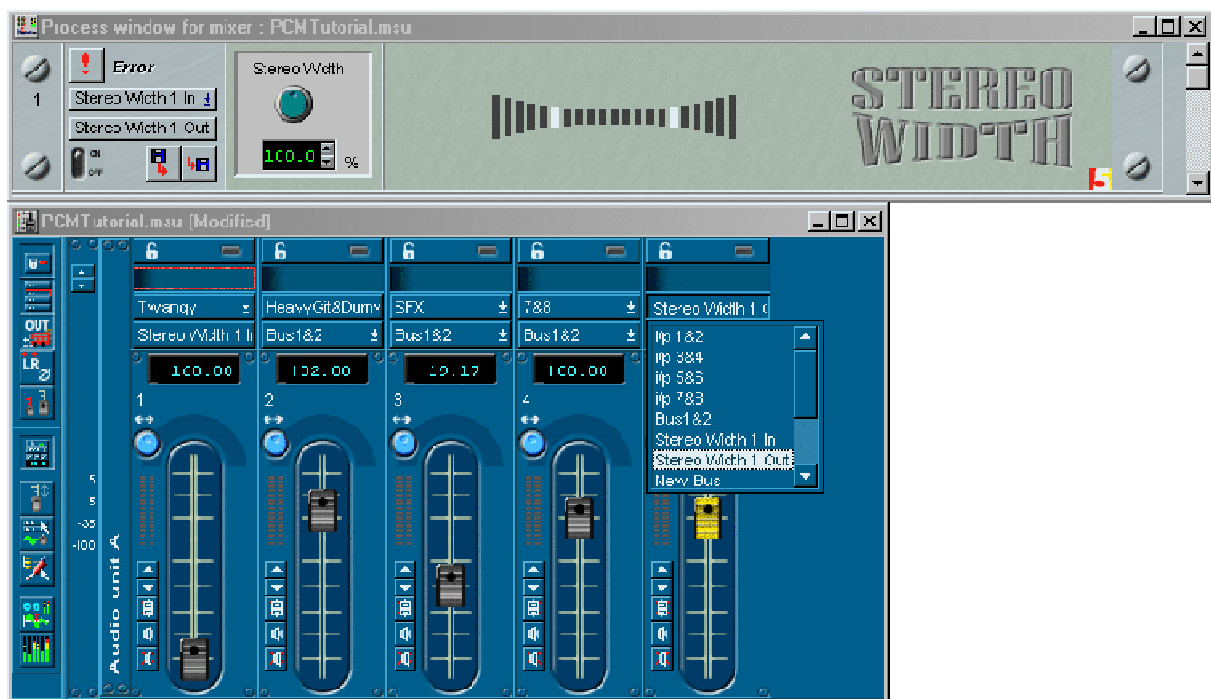 Process window for mixer : PCMTutorial.msu
Error
Stereo Width
STEREO
WIDTH
1
Stereo Width 1 In
Stereo Width 1 Out
ON
OFF
100.0
%
PCMTutorial.msu [Modified]
OUT
LR
Twangy
HeavyGit&Dumv
SFX
7&8
Stereo Width 1
Stereo Width 1 I
Bus1&2
Bus1&2
Bus1&2
100.00
100.00
1
2
3
4
i/p 1&2
i/p 3&4
i/p 5&6
i/p 7&8
Bus1&2
Stereo Width 1 In
Stereo Width 1 Out
New Bus
5
5
-35
-100
Audio unit A